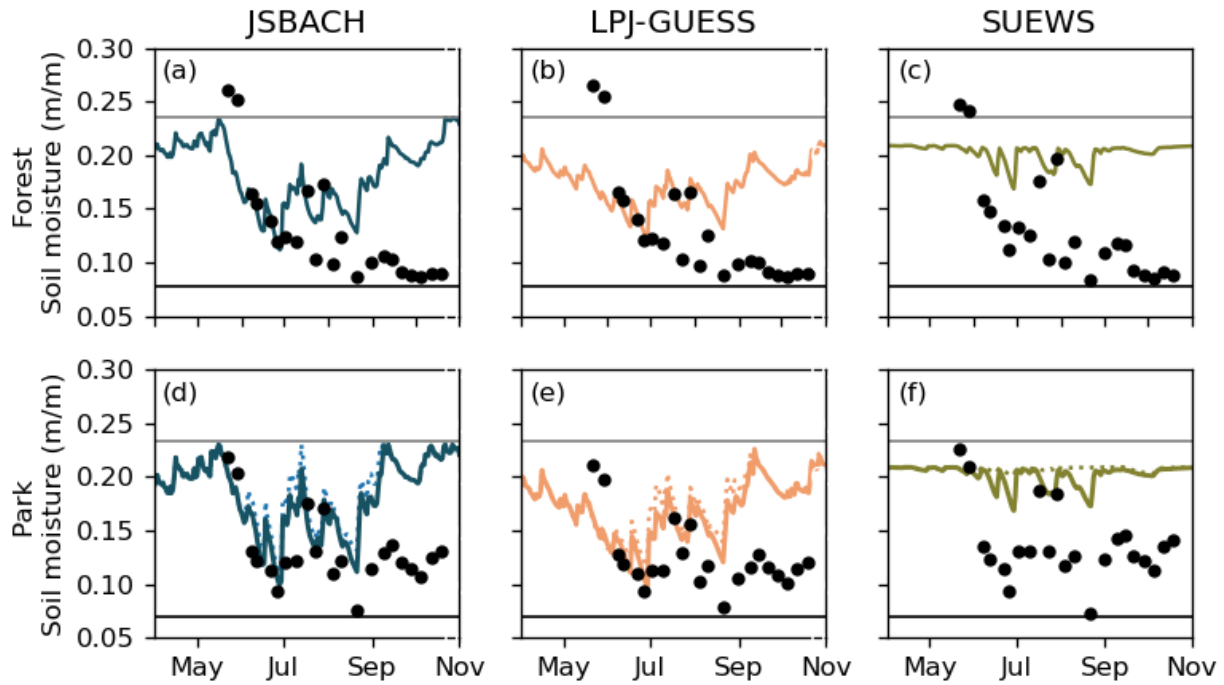 JSBACH LPJ-GUESS SUEWS
Forest
Soil moisture (m/m)
0.30
0.25
0.20
0.15
0.10
0.05
(a) (b) (c)
Park
Soil moisture (m/m)
0.30
0.25
0.20
0.15
0.10
0.05
(d) (e) (f)
May Jul Sep Nov May Jul Sep Nov May Jul Sep Nov